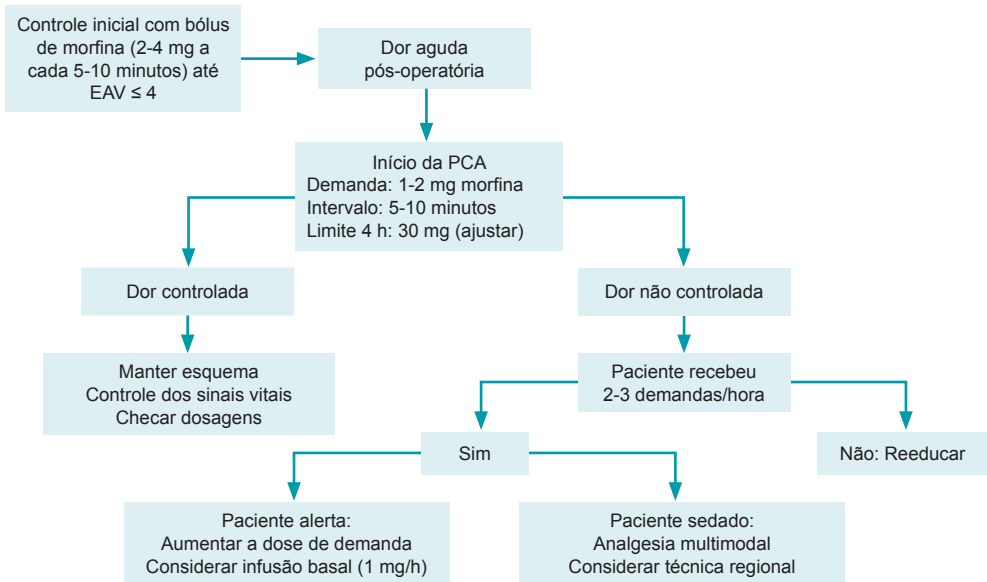 Controle inicial com bólus
de morfina (2-4 mg a
cada 5-10 minutos) até
EAV ≤ 4
Dor aguda
pós-operatória
Início da PCA
Demanda: 1-2 mg morfina
Intervalo: 5-10 minutos
Limite 4 h: 30 mg (ajustar)
Dor controlada
Dor não controlada
Manter esquema
Controle dos sinais vitais
Checar dosagens
Paciente recebeu
2-3 demandas/hora
Sim
Não: Reeducar
Paciente alerta:
Aumentar a dose de demanda
Considerar infusão basal (1 mg/h)
Paciente sedado:
Analgesia multimodal
Considerar técnica regional